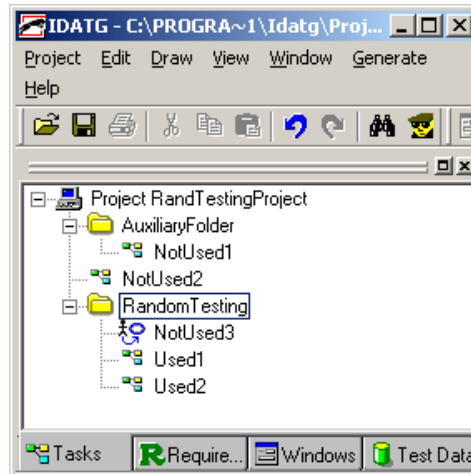 IDATG - C:\PROGRA~1\Idatg\Proj...
Project Edit Draw View Window Generate
Help
Project RandTestingProject
AuxiliaryFolder
NotUsed1
NotUsed2
RandomTesting
NotUsed3
Used1
Used2
Tasks Require... Windows Test Data